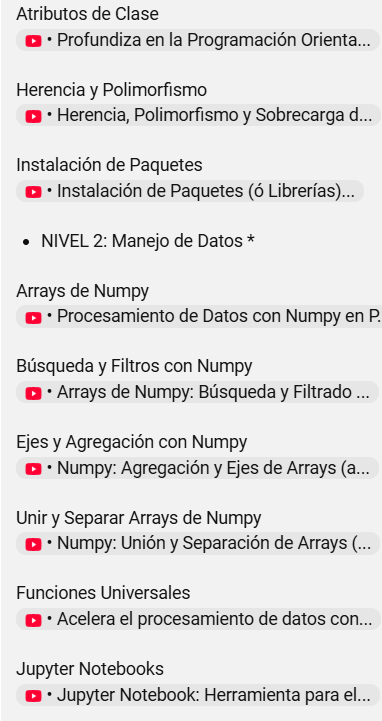 Atributos de Clase
• Profundiza en la Programación Orienta...
Herencia y Polimorfismo
• Herencia, Polimorfismo y Sobrecarga d...
Instalación de Paquetes
• Instalación de Paquetes (ó Librerías)...
• NIVEL 2: Manejo de Datos *
Arrays de Numpy
• Procesamiento de Datos con Numpy en P.
Búsqueda y Filtros con Numpy
• Arrays de Numpy: Búsqueda y Filtrado ...
Ejes y Agregación con Numpy
• Numpy: Agregación y Ejes de Arrays (a...
Unir y Separar Arrays de Numpy
• Numpy: Unión y Separación de Arrays (...
Funciones Universales
• Acelera el procesamiento de datos con...
Jupyter Notebooks
• Jupyter Notebook: Herramienta para el...